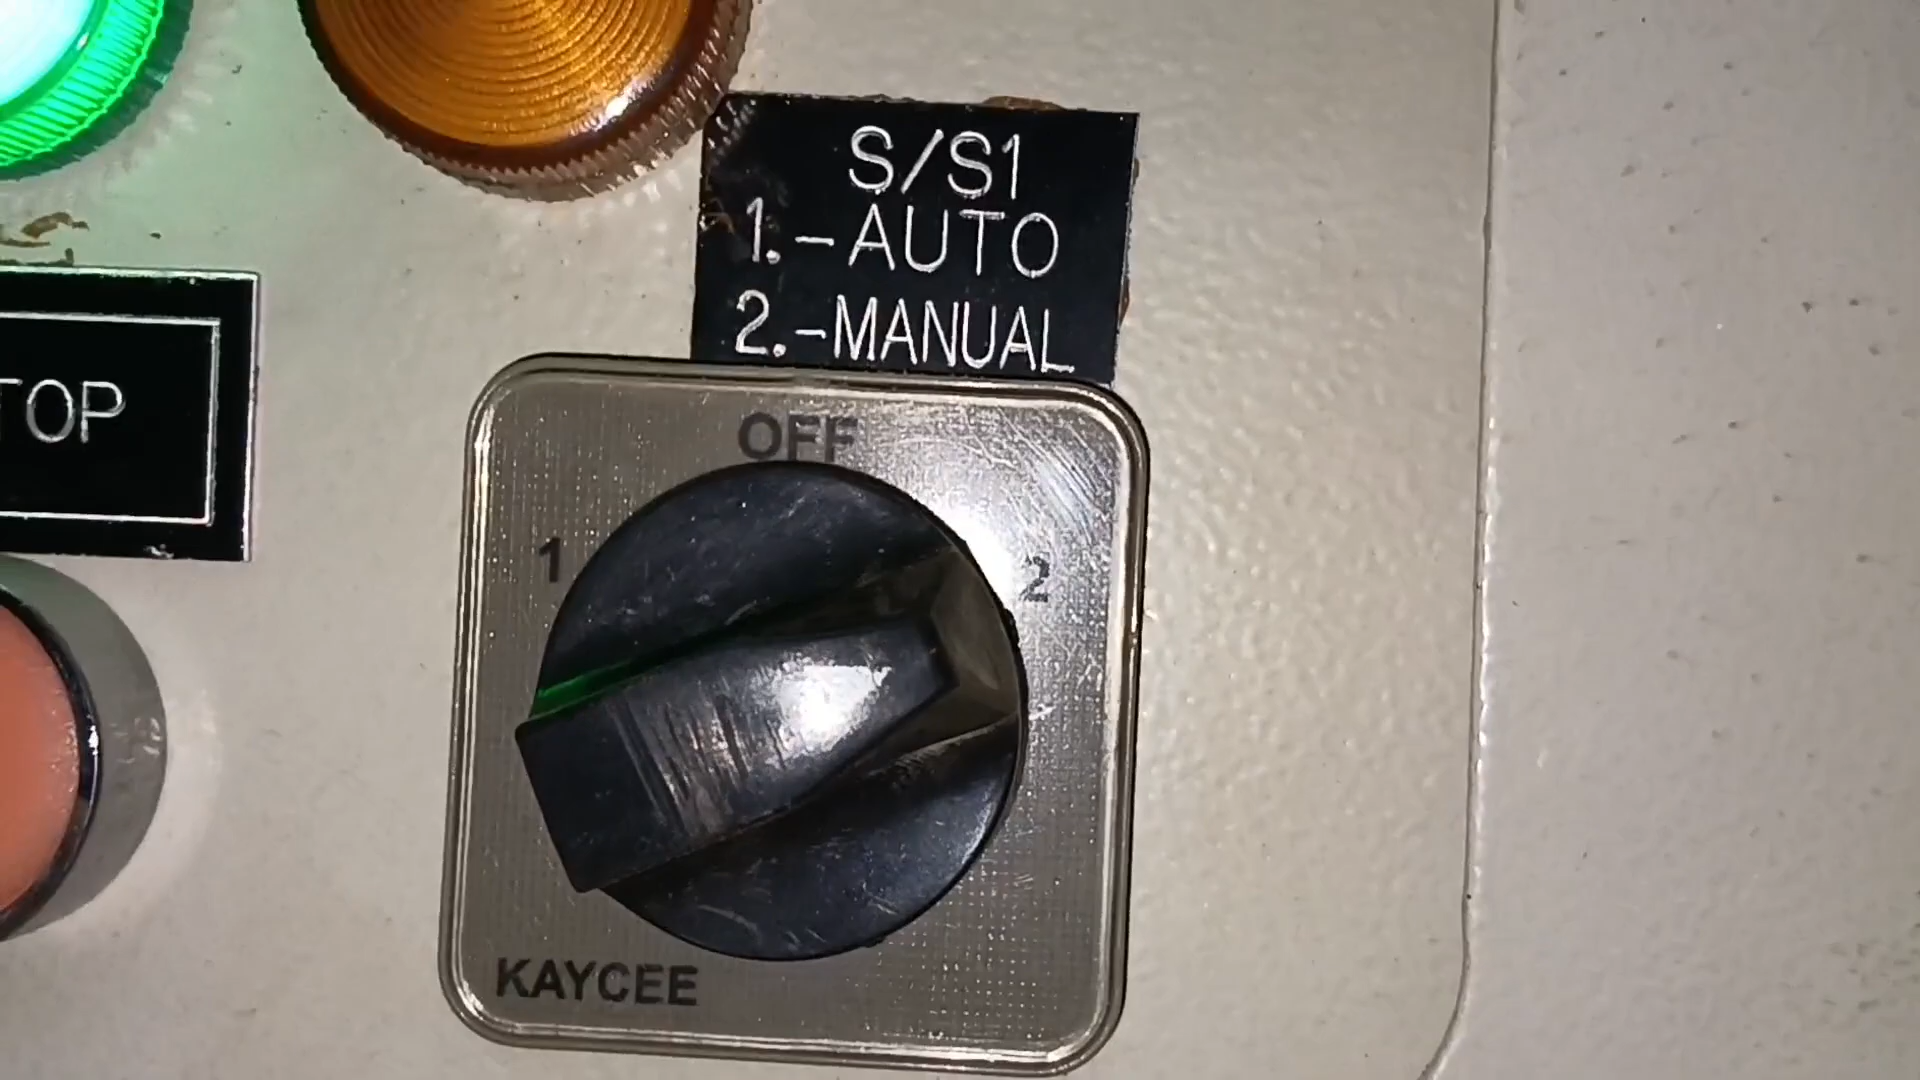 S/S1
1.-AUTO
2.-MANUAL
TOP
OFF
1
2
KAYCEE